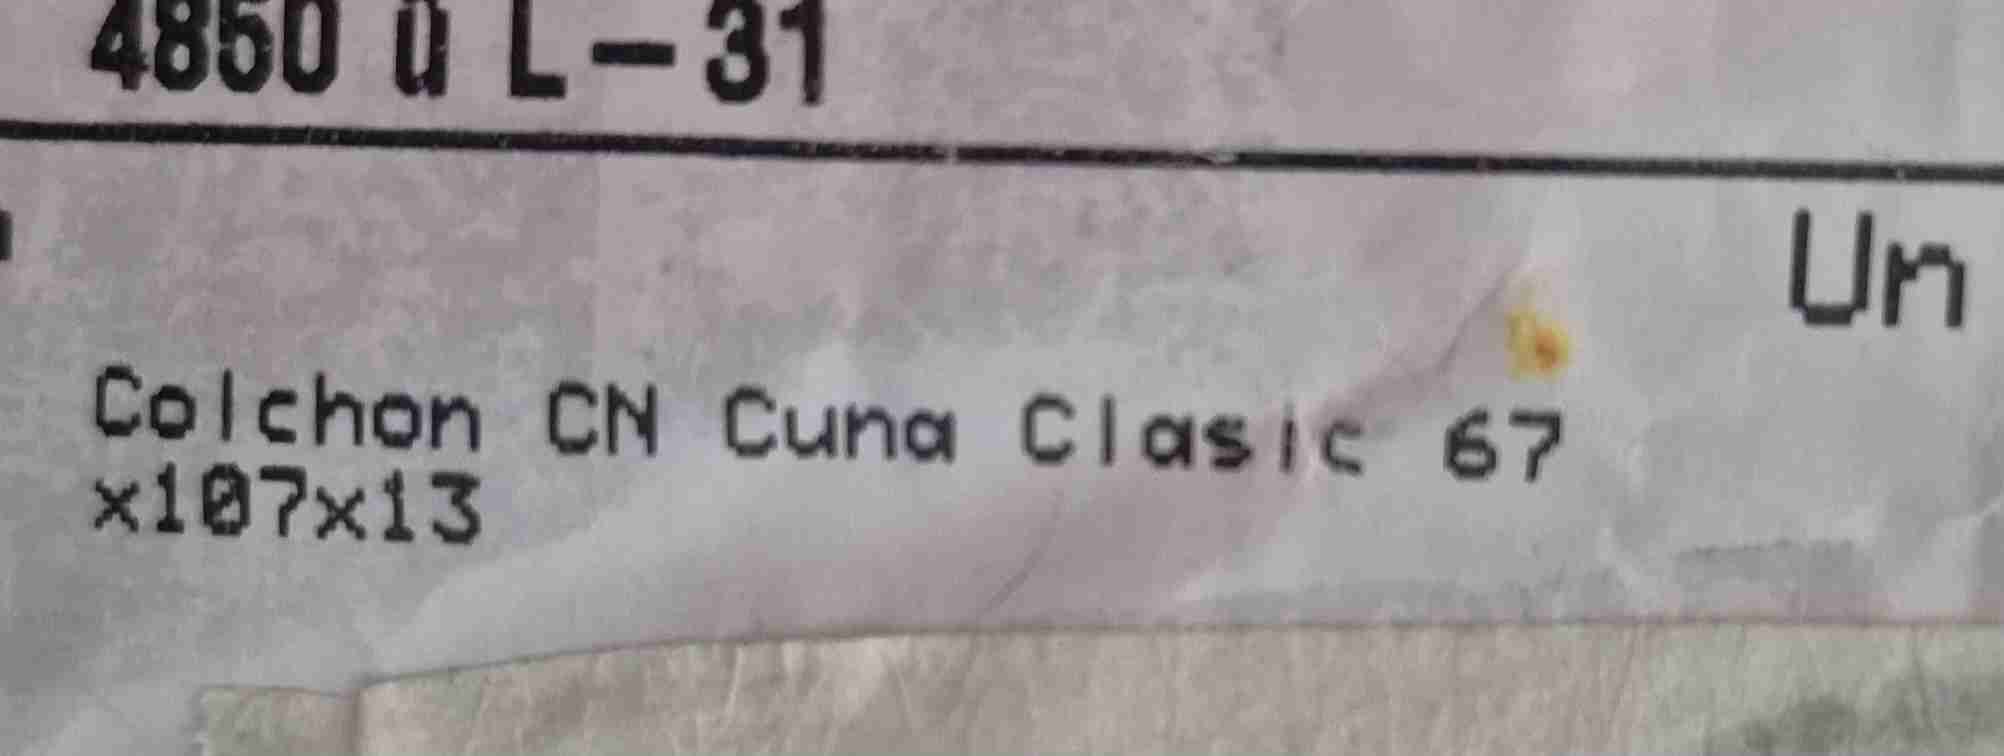 4850 u L-31
Un
Colchon CN Cuna Clasic 67
x107x13